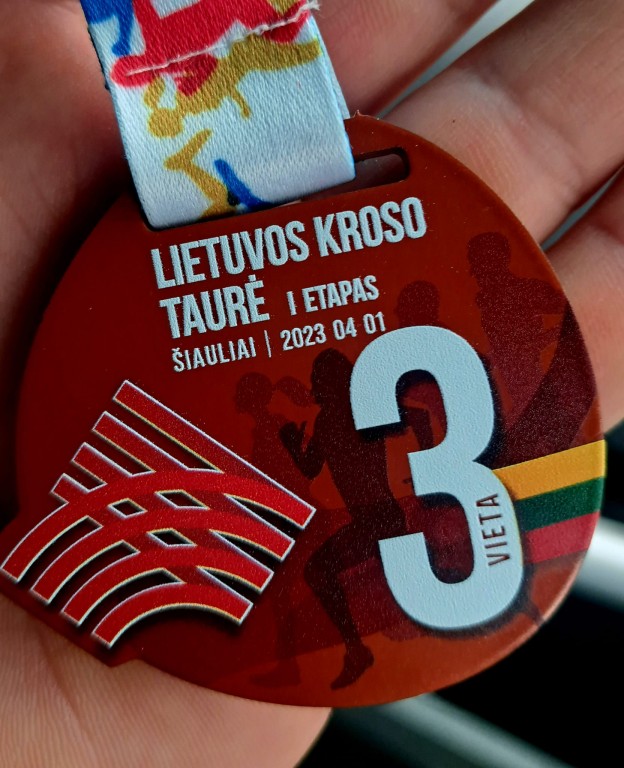 LIETUVOS KROSO
TAURĖ I ETAPAS
ŠIAULIAI | 2023 04 01
3
VIETA